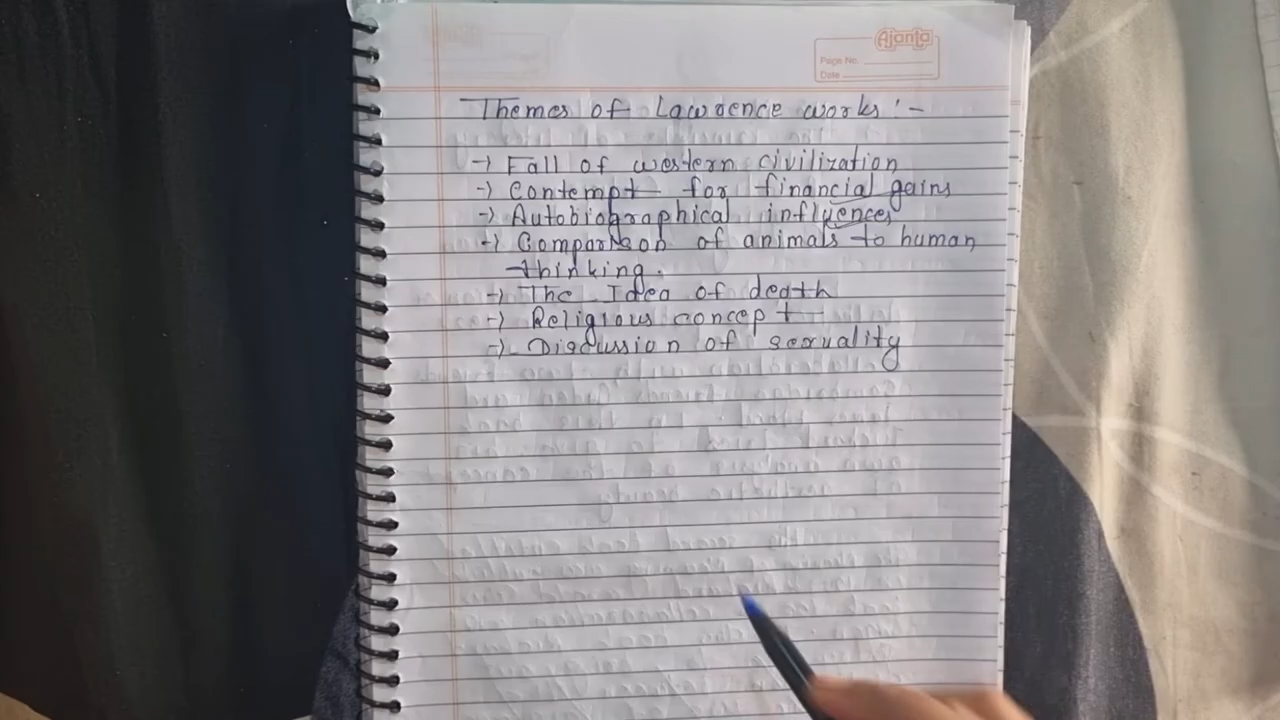 Ajanta
Page No.
Date
Themes of Lawrence works :-
-> Fall of western civilization
-> Contempt for financial gains
-> Autobiographical influences
-> Comparison of animals to human
thinking.
-> The Idea of death
-> Religious concept
-> Discussion of sexuality